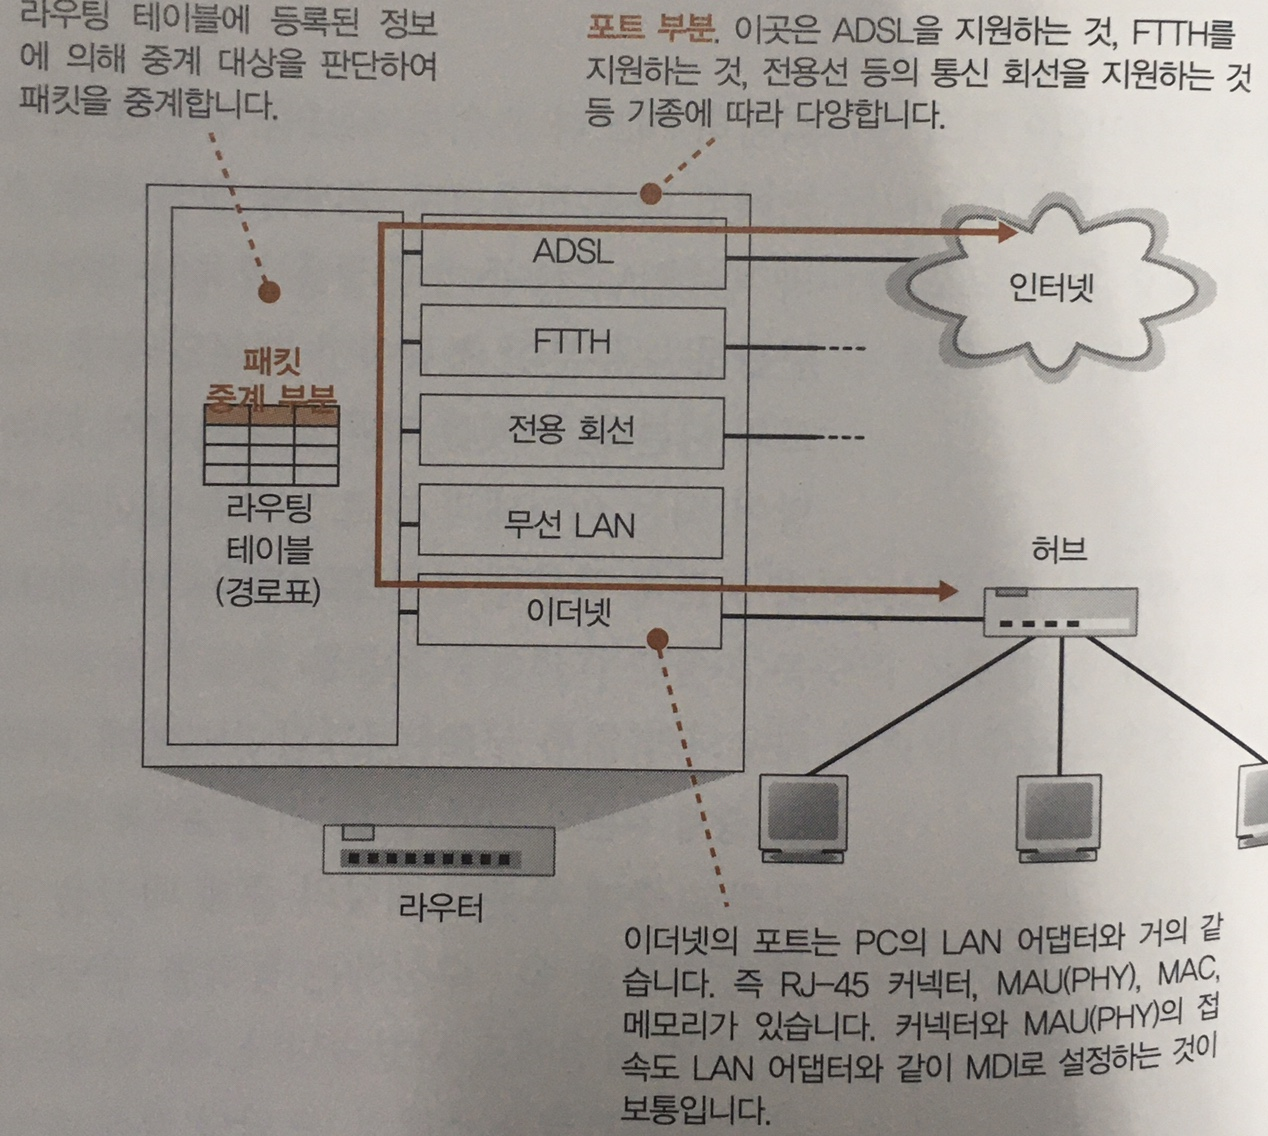 라우팅 테이블에 등록된 정보
에 의해 중계 대상을 판단하여
패킷을 중계합니다.
포트 부분. 이곳은 ADSL을 지원하는 것, FTTH를
지원하는 것, 전용선 등의 통신 회선을 지원하는 것
등 기종에 따라 다양합니다.
ADSL
인터넷
FTTH
패킷
중계 부분
전용 회선
라우팅
테이블
(경로표)
무선 LAN
허브
이더넷
라우터
이더넷의 포트는 PC의 LAN 어댑터와 거의 같
습니다. 즉 RJ-45 커넥터, MAU(PHY), MAC,
메모리가 있습니다. 커넥터와 MAU(PHY)의 접
속도 LAN 어댑터와 같이 MDI로 설정하는 것이
보통입니다.